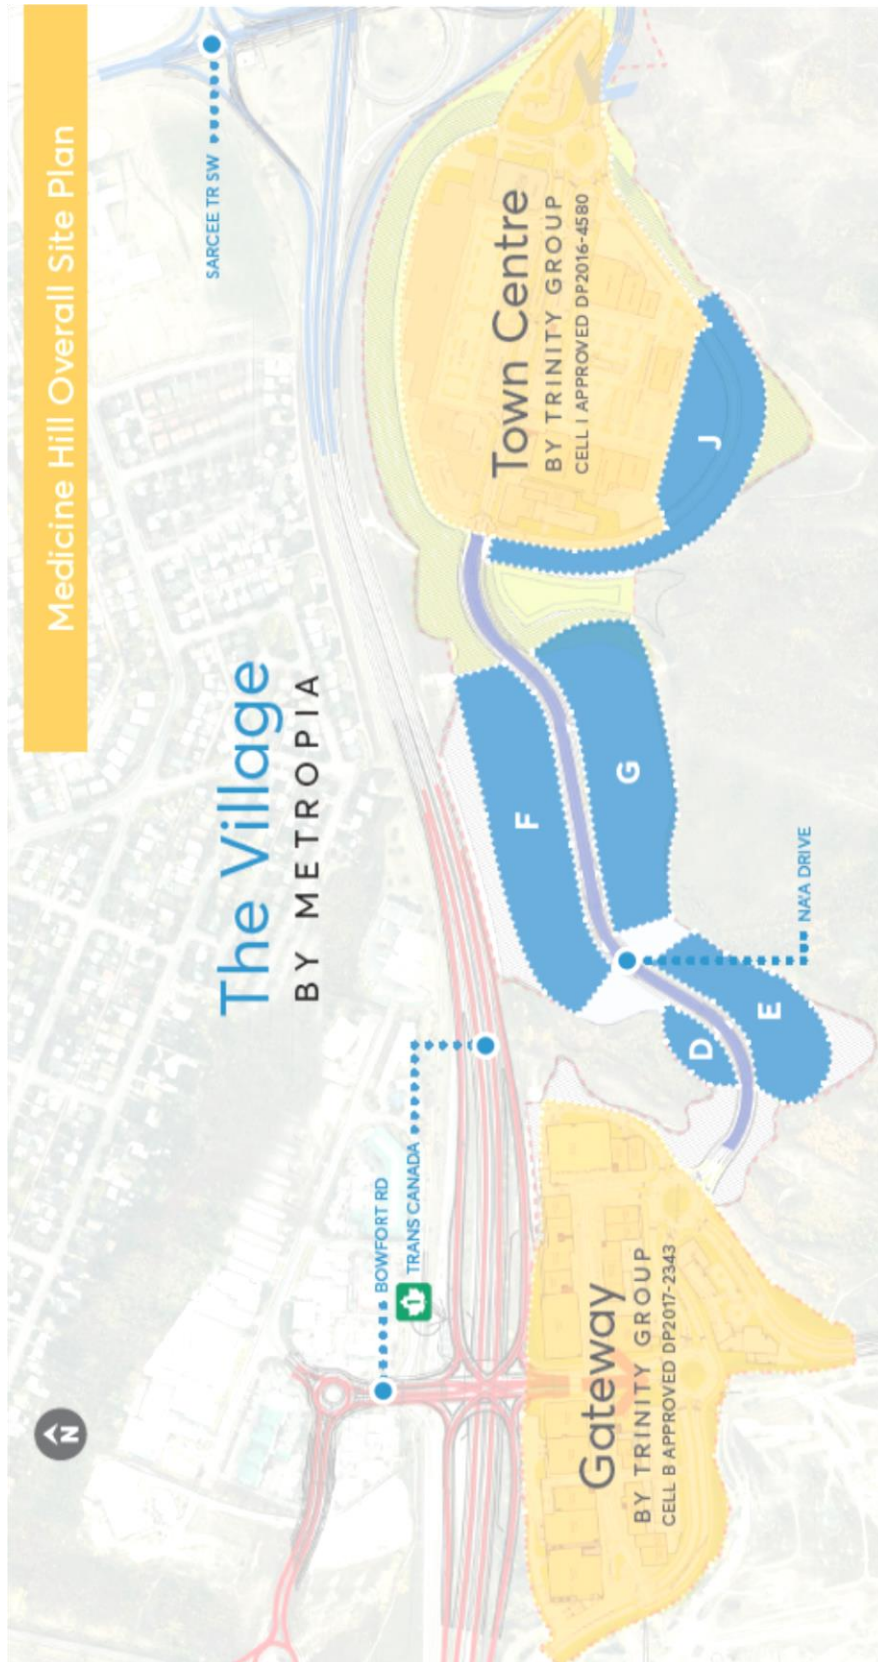 Medicine Hill Overall Site Plan
SARCEE TR SW
The Village
BY METROPIA
Town Centre
BY TRINITY GROUP
CELL I APPROVED DP2016-4580
BOWFORT RD
1
TRANS CANADA
F
G
J
D
E
NA'A DRIVE
Gateway
BY TRINITY GROUP
CELL B APPROVED DP2017-2343
N